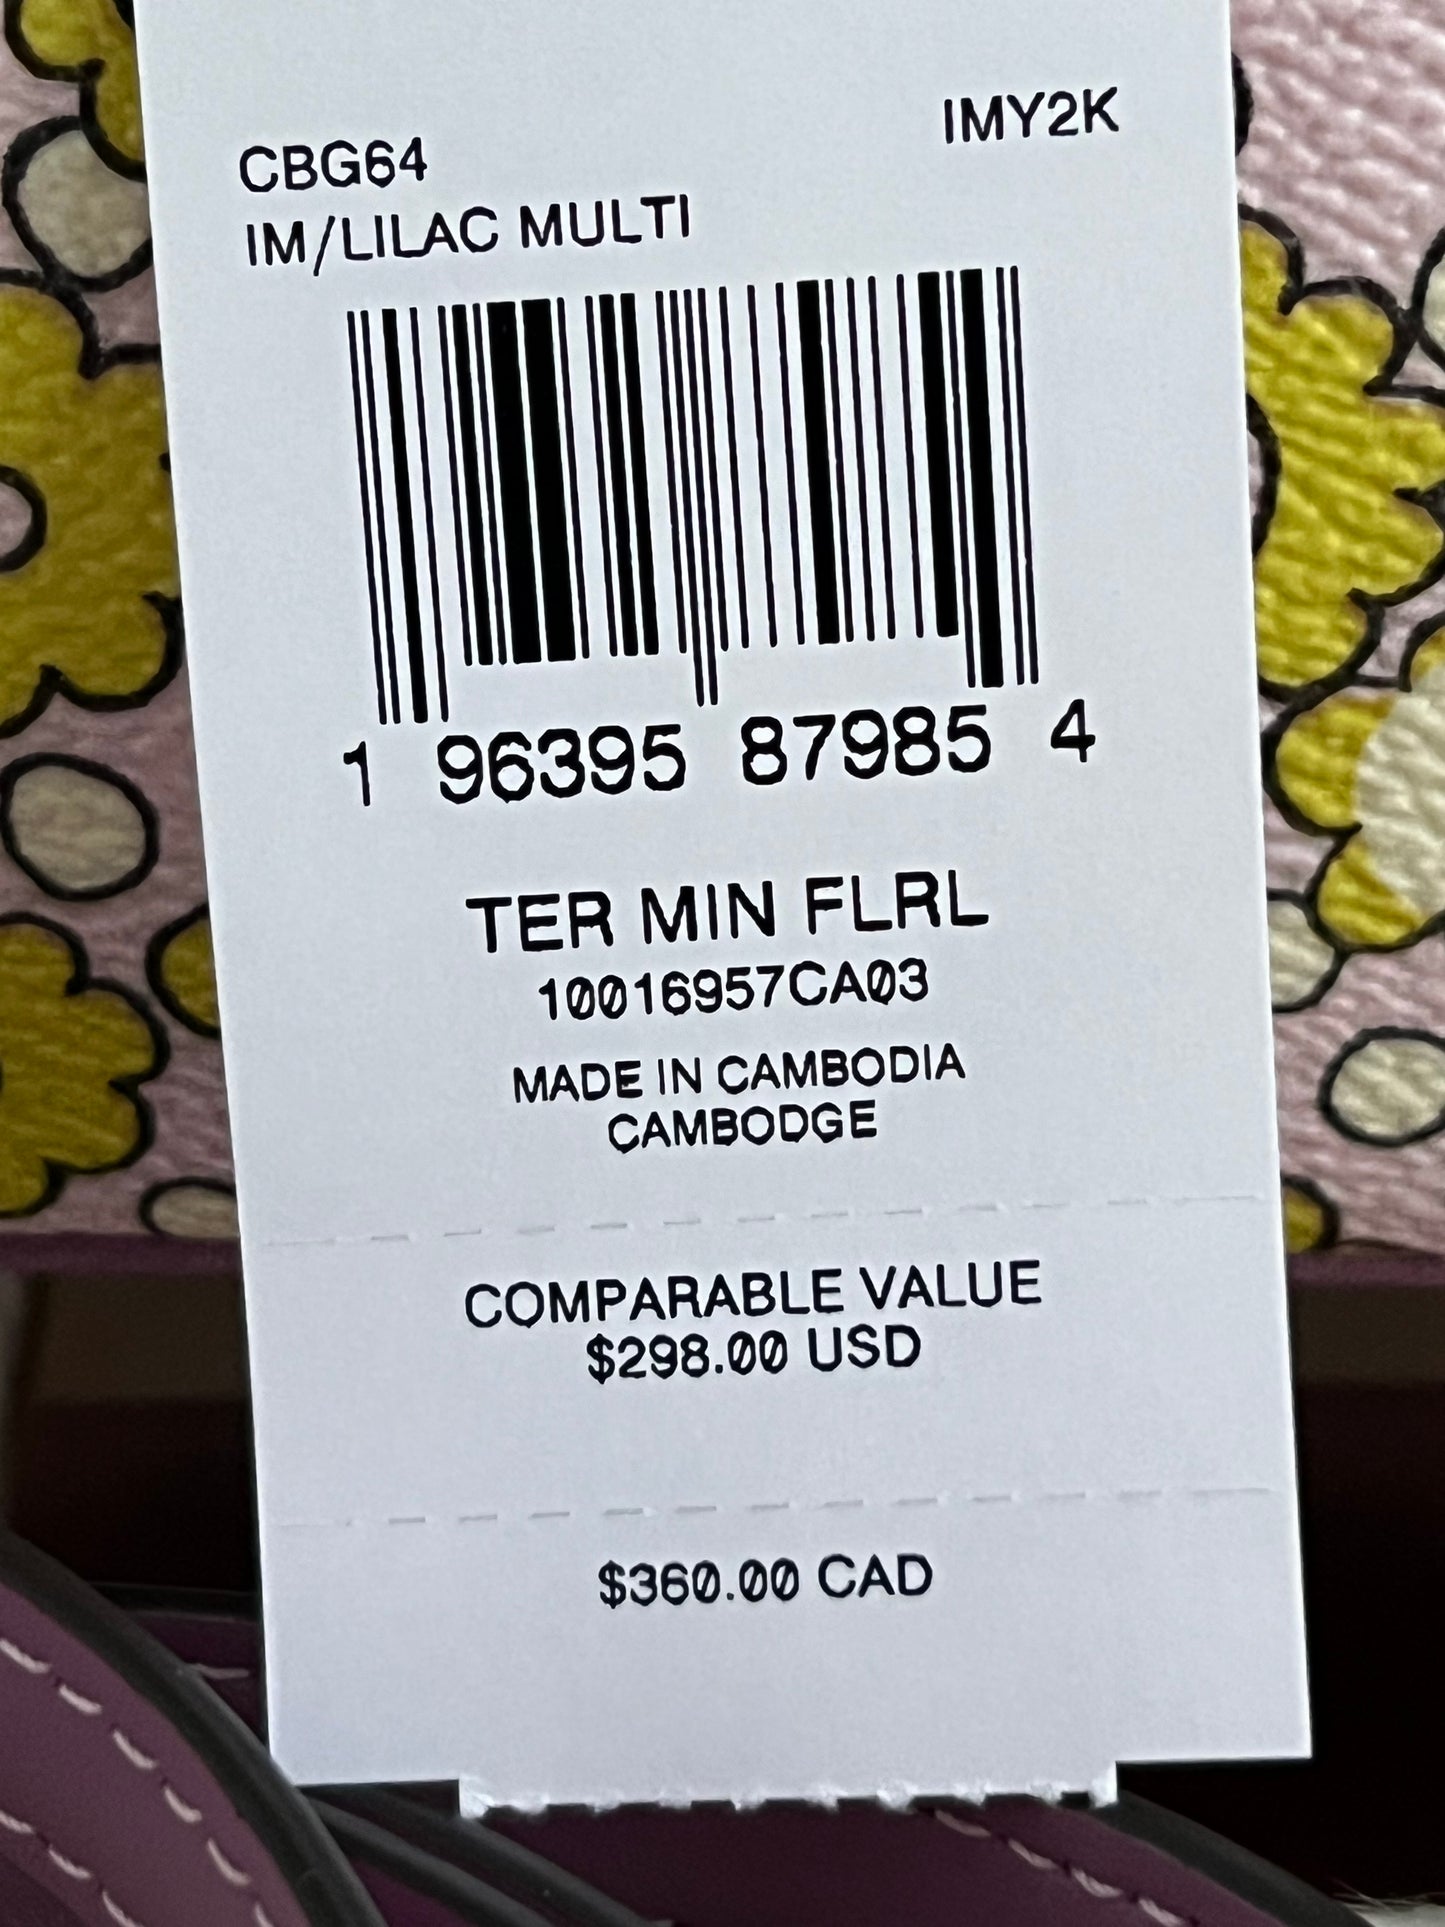 IMY2K
CBG64
IM/LILAC MULTI
1 96395 87985 4
TER MIN FLRL
10016957CA03
MADE IN CAMBODIA
CAMBODGE
COMPARABLE VALUE
$298.00 USD
$360.00 CAD